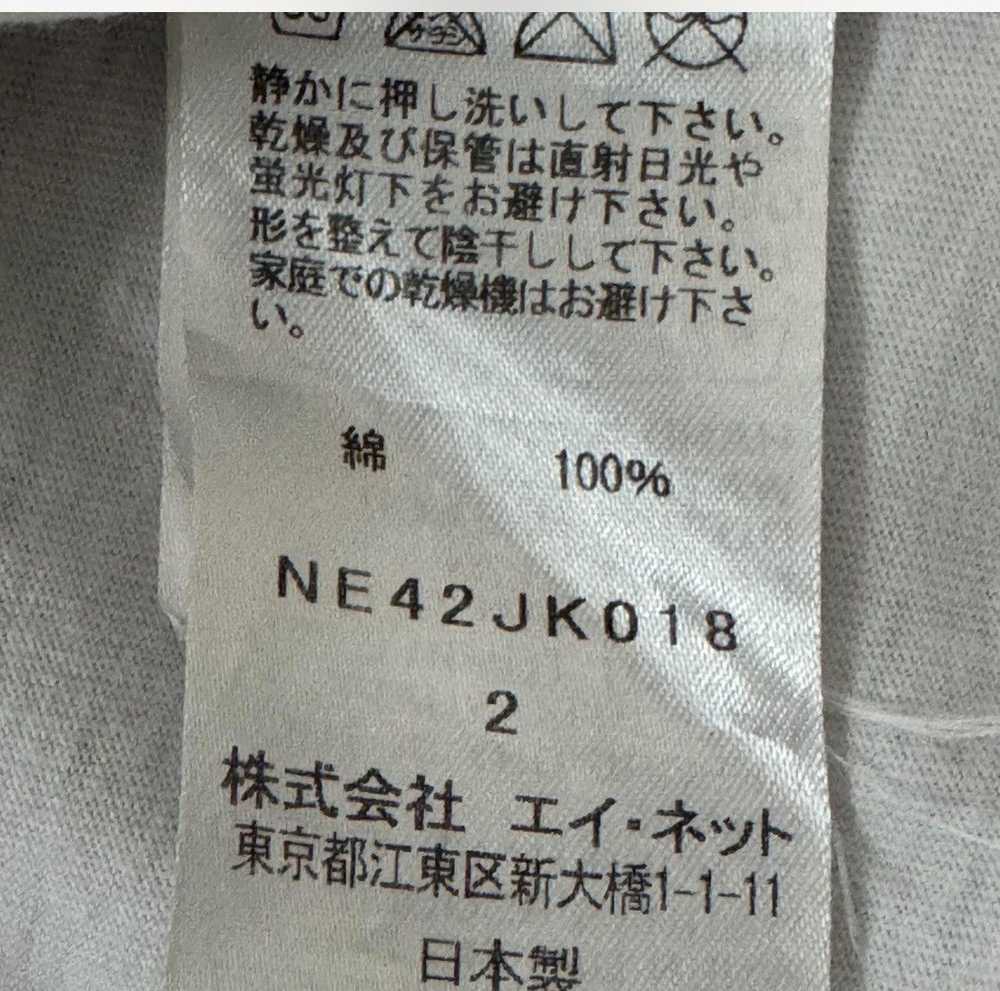 静かに押し洗いして下さい。
乾燥及び保管は直射日光や
蛍光灯下をお避け下さい。
形を整えて陰干しして下さい。
家庭での乾燥機はお避け下さ
い。
綿 100%
NE42JK018
2
株式会社 エイ・ネット
東京都江東区新大橋1-1-11
日本製